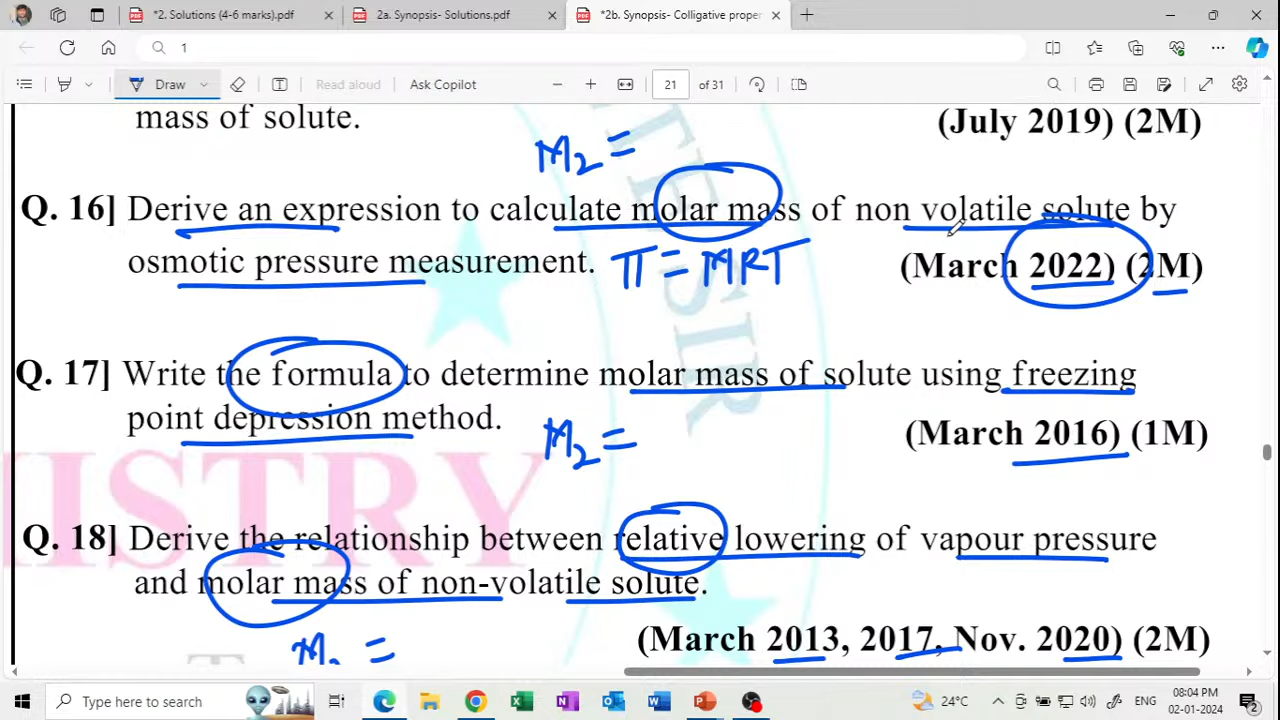 *2. Solutions (4-6 marks).pdf
2a. Synopsis- Solutions.pdf
*2b. Synopsis- Colligative proper
1
Draw
Read aloud
Ask Copilot
21
of 31
mass of solute.
(July 2019) (2M)
M2 =
Q. 16] Derive an expression to calculate molar mass of non volatile solute by
osmotic pressure measurement.
π = MRT
(March 2022) (2M)
Q. 17] Write the formula to determine molar mass of solute using freezing
point depression method.
M2 =
(March 2016) (1M)
Q. 18] Derive the relationship between relative lowering of vapour pressure
and molar mass of non-volatile solute.
M2 =
(March 2013, 2017, Nov. 2020) (2M)
ISTRY
ETE
SIR
Type here to search
24°C
ENG
08:04 PM
02-01-2024
2